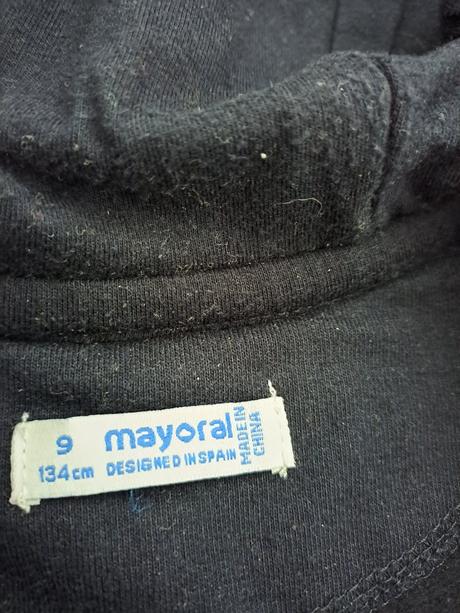 9 mayoral
134cm DESIGNED IN SPAIN
MADE IN
CHINA